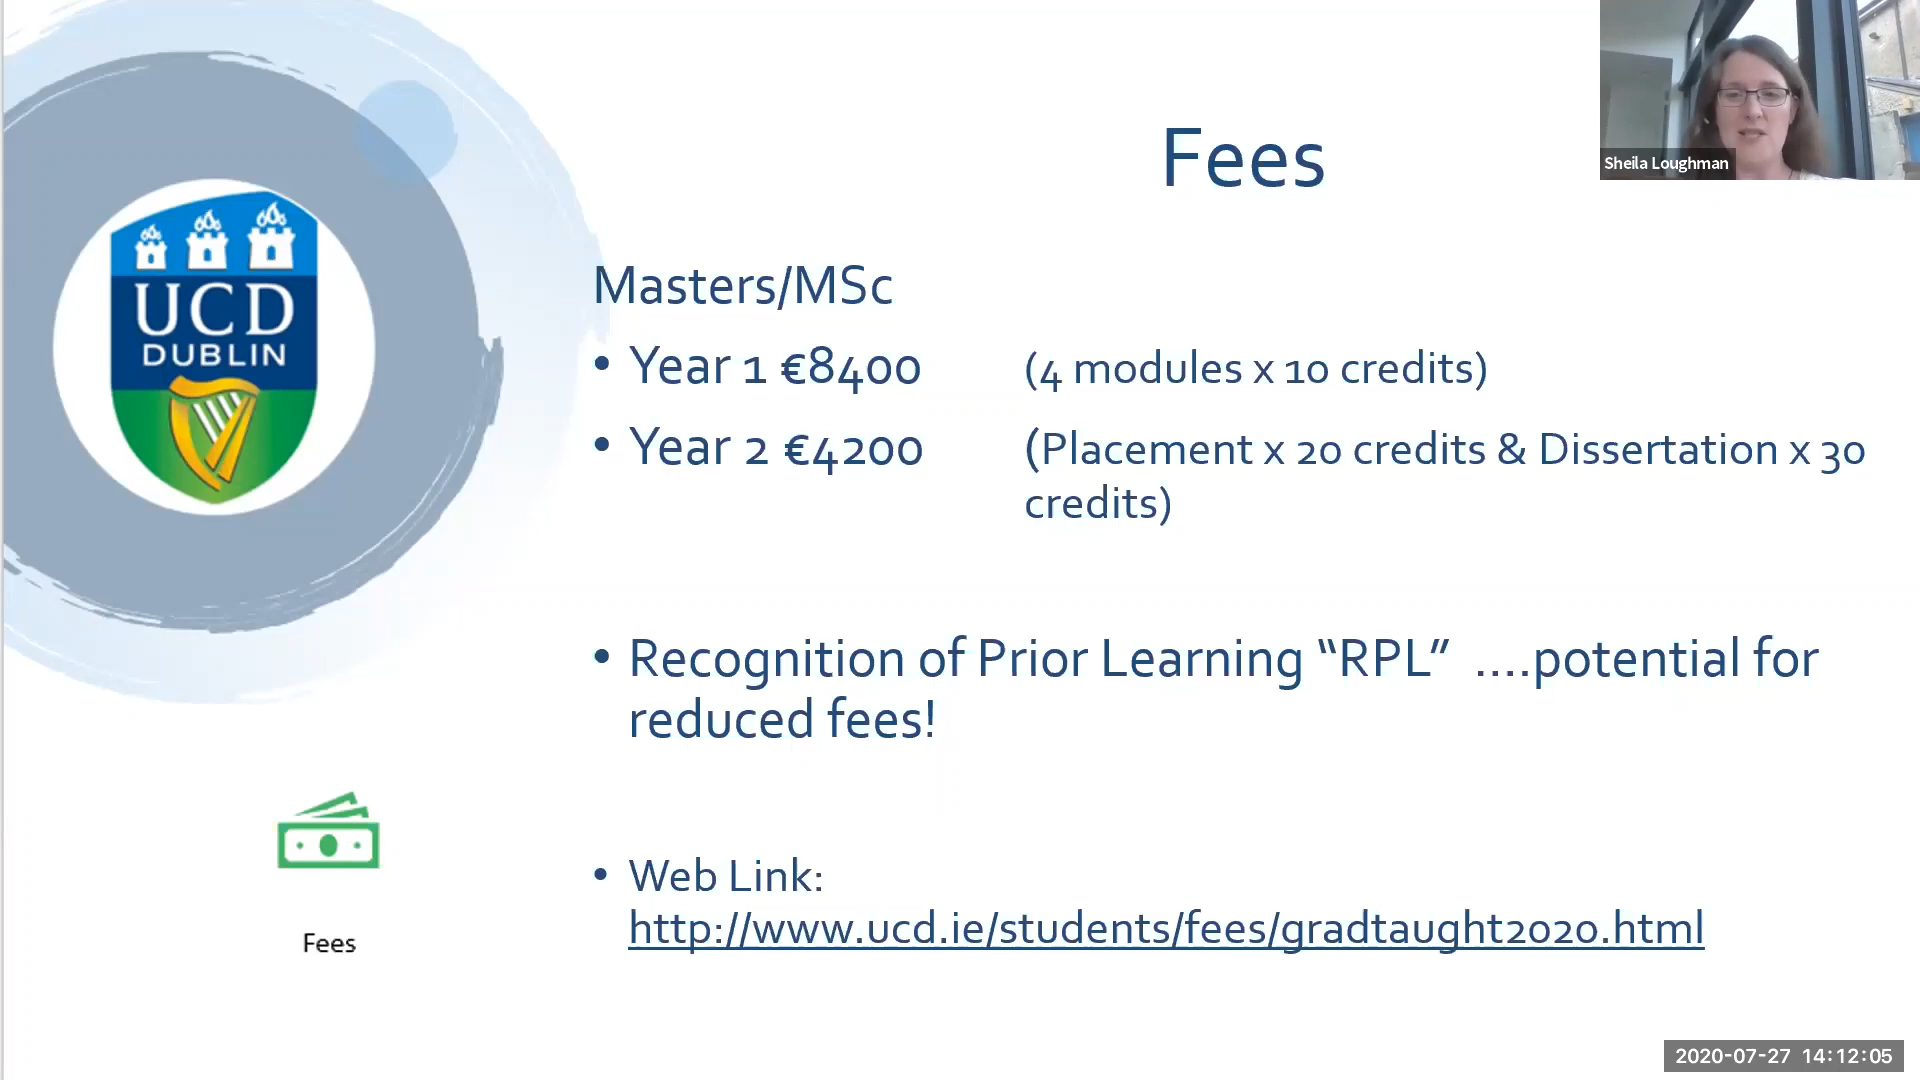 Fees
Sheila Loughman
UCD
DUBLIN
Masters/MSc
• Year 1 €8400 (4 modules x 10 credits)
• Year 2 €4200 (Placement x 20 credits & Dissertation x 30
credits)
• Recognition of Prior Learning “RPL” ....potential for
reduced fees!
• Web Link:
http://www.ucd.ie/students/fees/gradtaught2020.html
Fees
2020-07-27 14:12:05